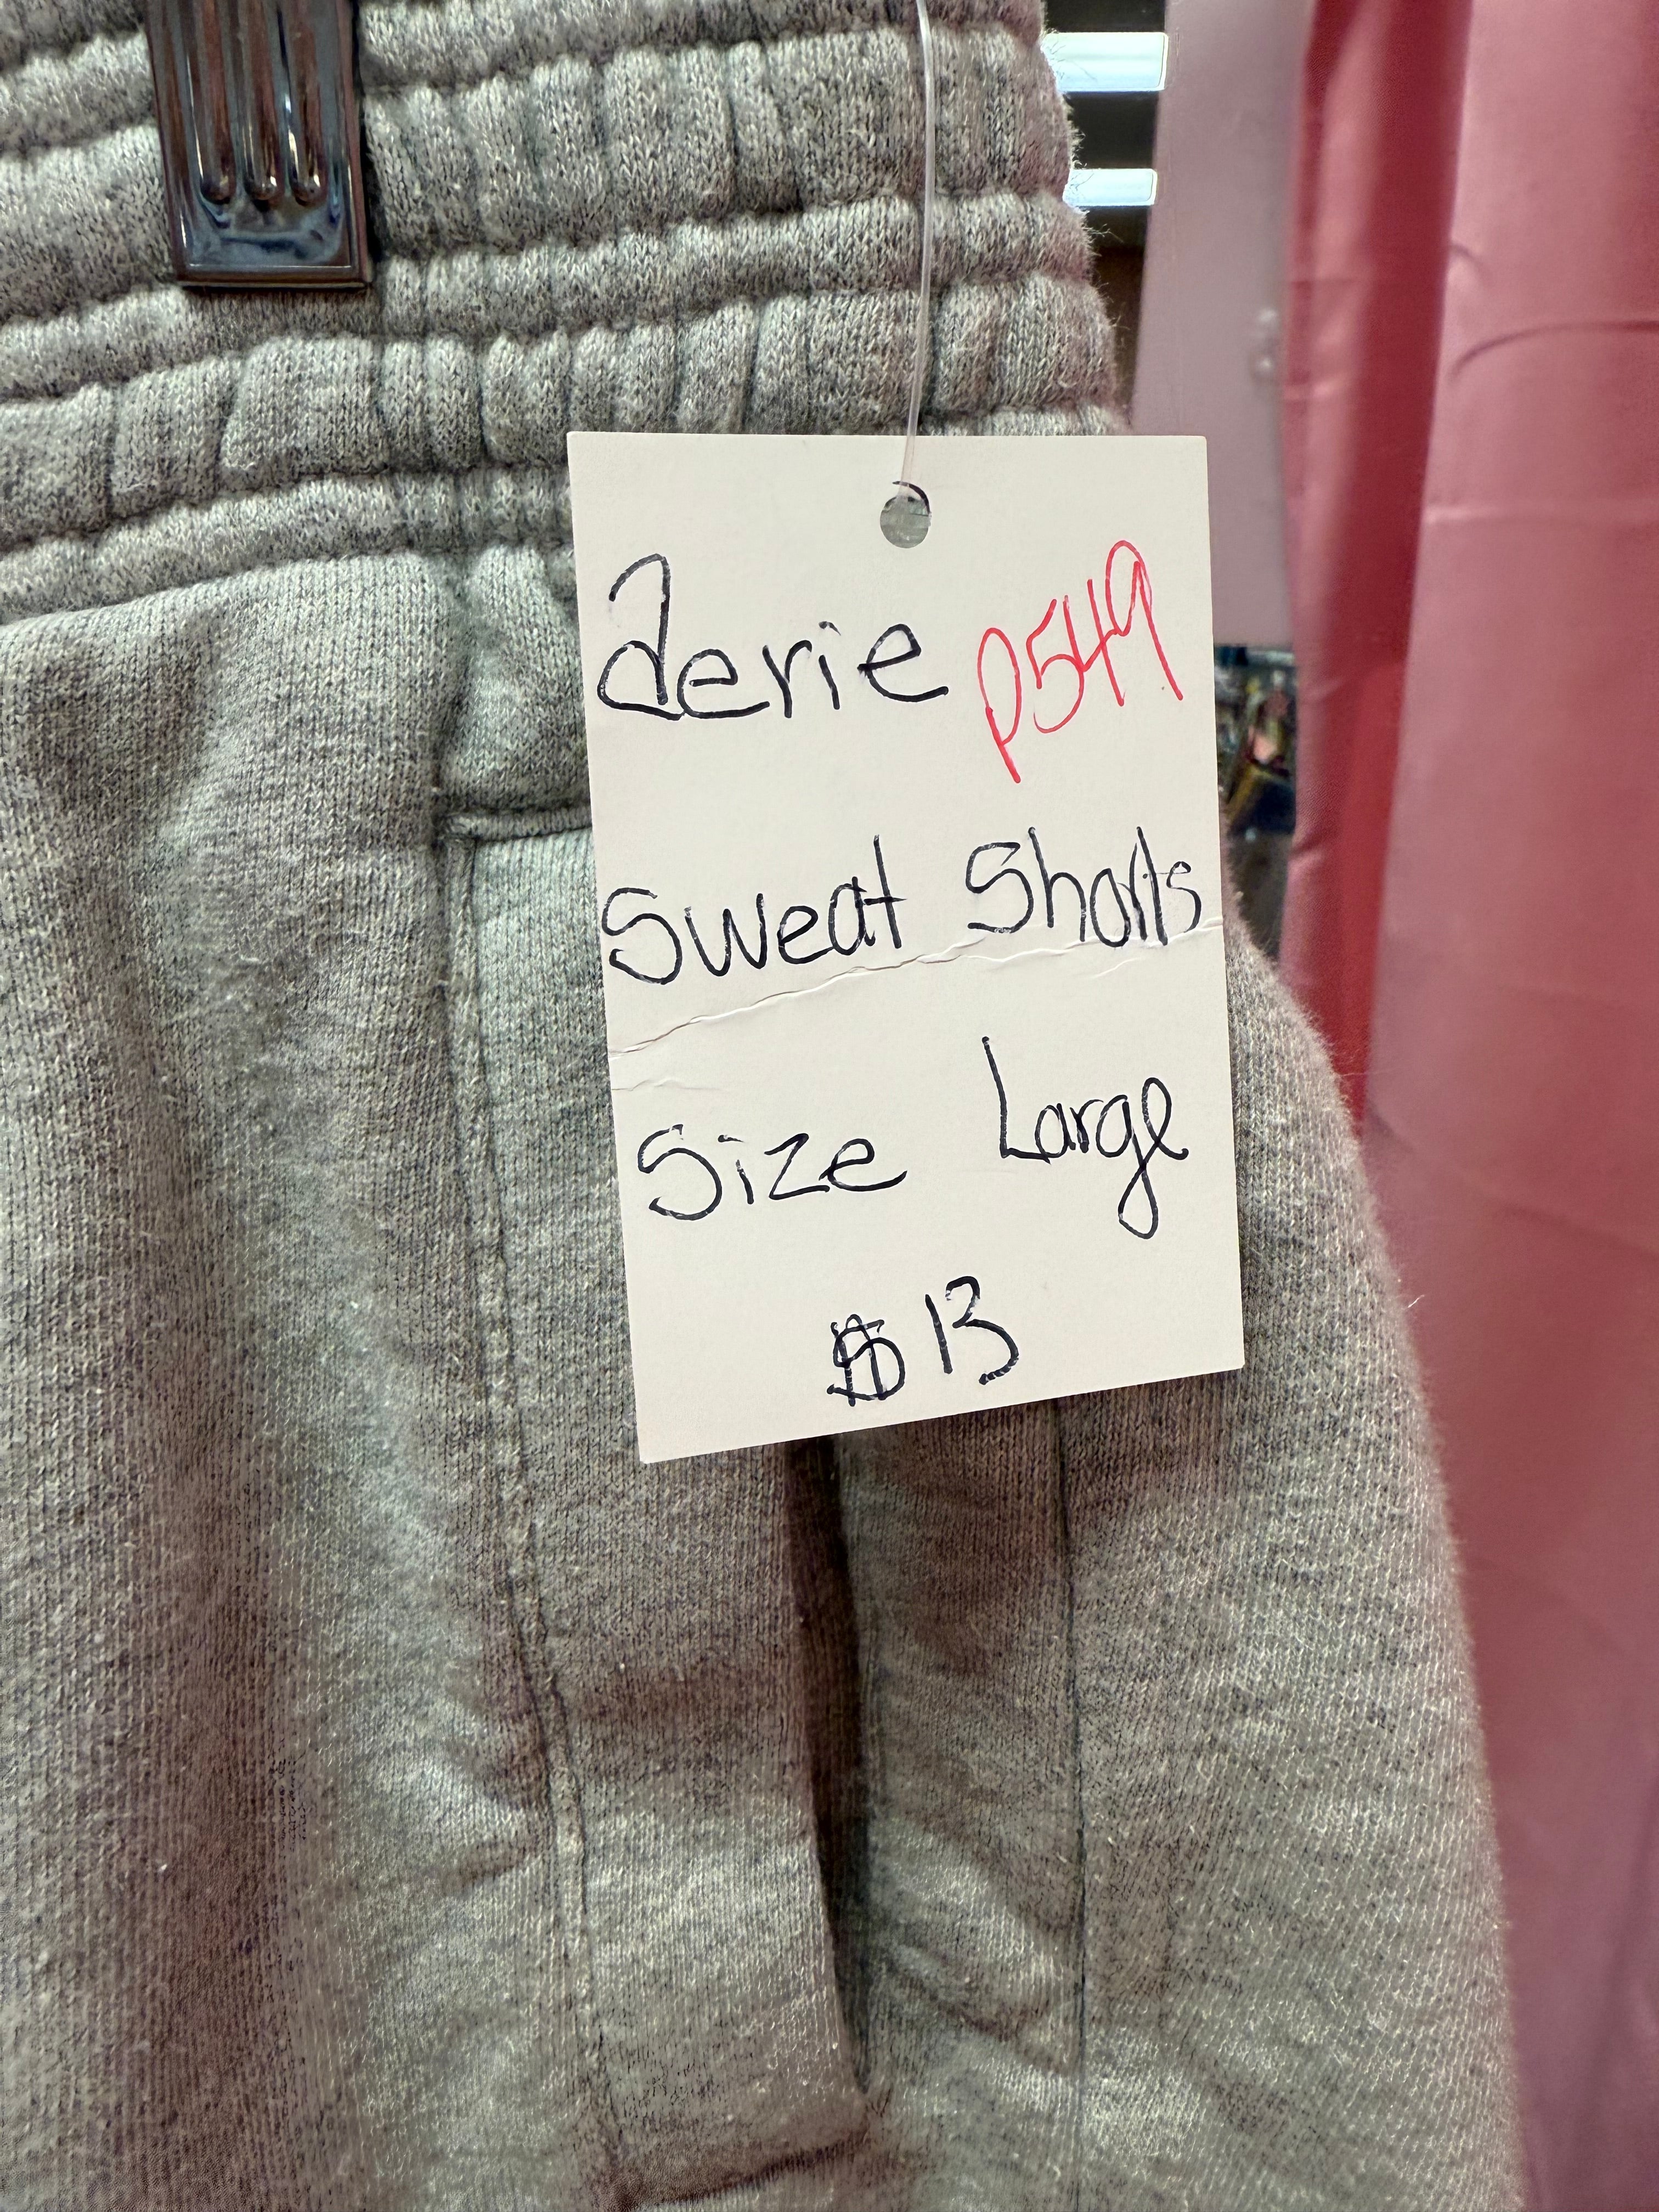 aerie P549
Sweat Shorts
Size Large
$13